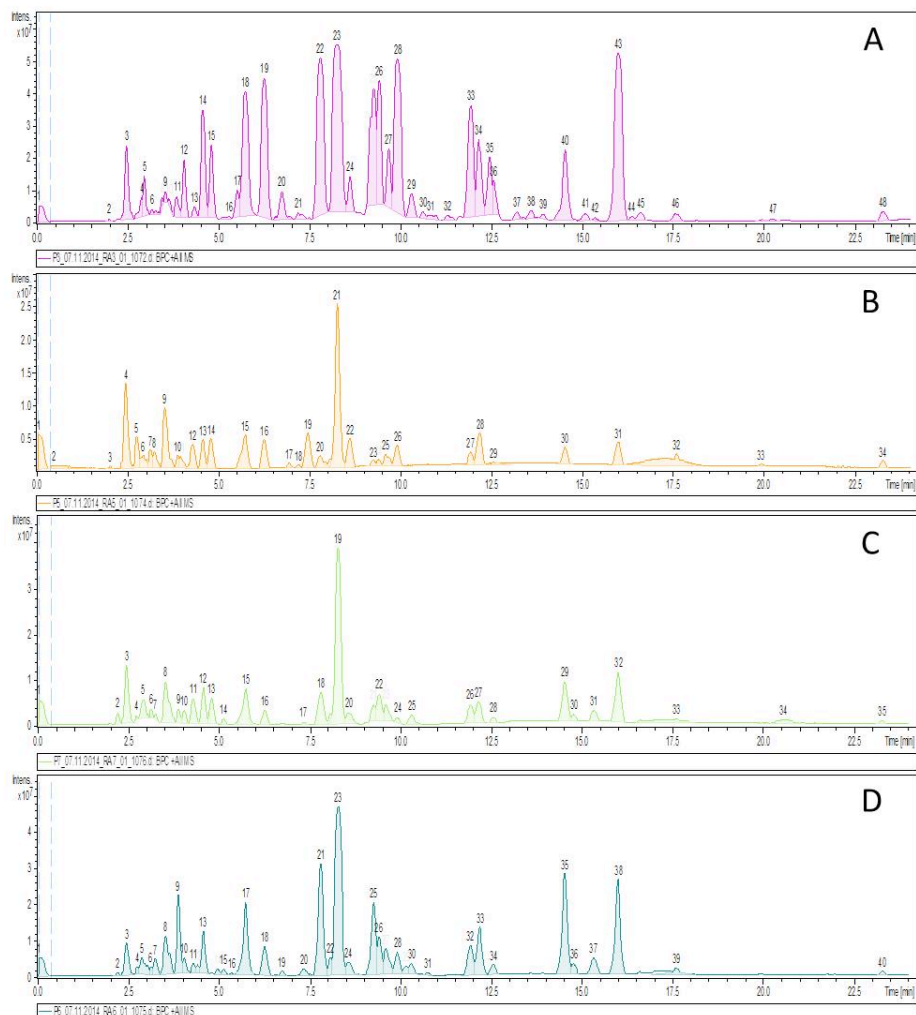 Intens.
x10⁷
A
5
4
3
2
1
0
1 2 3 4 5 6 9 11 12 13 14 15 16 17 18 19 20 21 22 23 24 26 27 28 29 30 31 32 33 34 35 36 37 38 39 40 41 42 43 44 45 46 47 48
0.0 2.5 5.0 7.5 10.0 12.5 15.0 17.5 20.0 22.5 Time [min]
P3_07.11.2014_RA3_01_1072.d: BPC +All MS
Intens.
x10⁷
B
2.5
2.0
1.5
1.0
0.5
1 2 3 4 5 6 7 8 9 10 12 13 14 15 16 17 18 19 20 21 22 23 25 26 27 28 29 30 31 32 33 34
0.0 2.5 5.0 7.5 10.0 12.5 15.0 17.5 20.0 22.5 Time [min]
P5_07.11.2014_RA5_01_1074.d: BPC +All MS
Intens.
x10⁷
C
3
2
1
0
1 2 3 4 5 6 7 8 9 10 11 12 13 14 15 16 17 18 19 20 22 24 25 26 27 28 29 30 31 32 33 34 35
0.0 2.5 5.0 7.5 10.0 12.5 15.0 17.5 20.0 22.5 Time [min]
P7_07.11.2014_RA7_01_1076.d: BPC +All MS
Intens.
x10⁷
D
4
3
2
1
0
1 2 3 4 5 6 7 8 9 10 11 13 15 16 17 18 19 20 21 22 23 24 25 26 28 30 31 32 33 34 35 36 37 38 39 40
0.0 2.5 5.0 7.5 10.0 12.5 15.0 17.5 20.0 22.5 Time [min]
P6_07.11.2014_RA6_01_1075.d: BPC +All MS